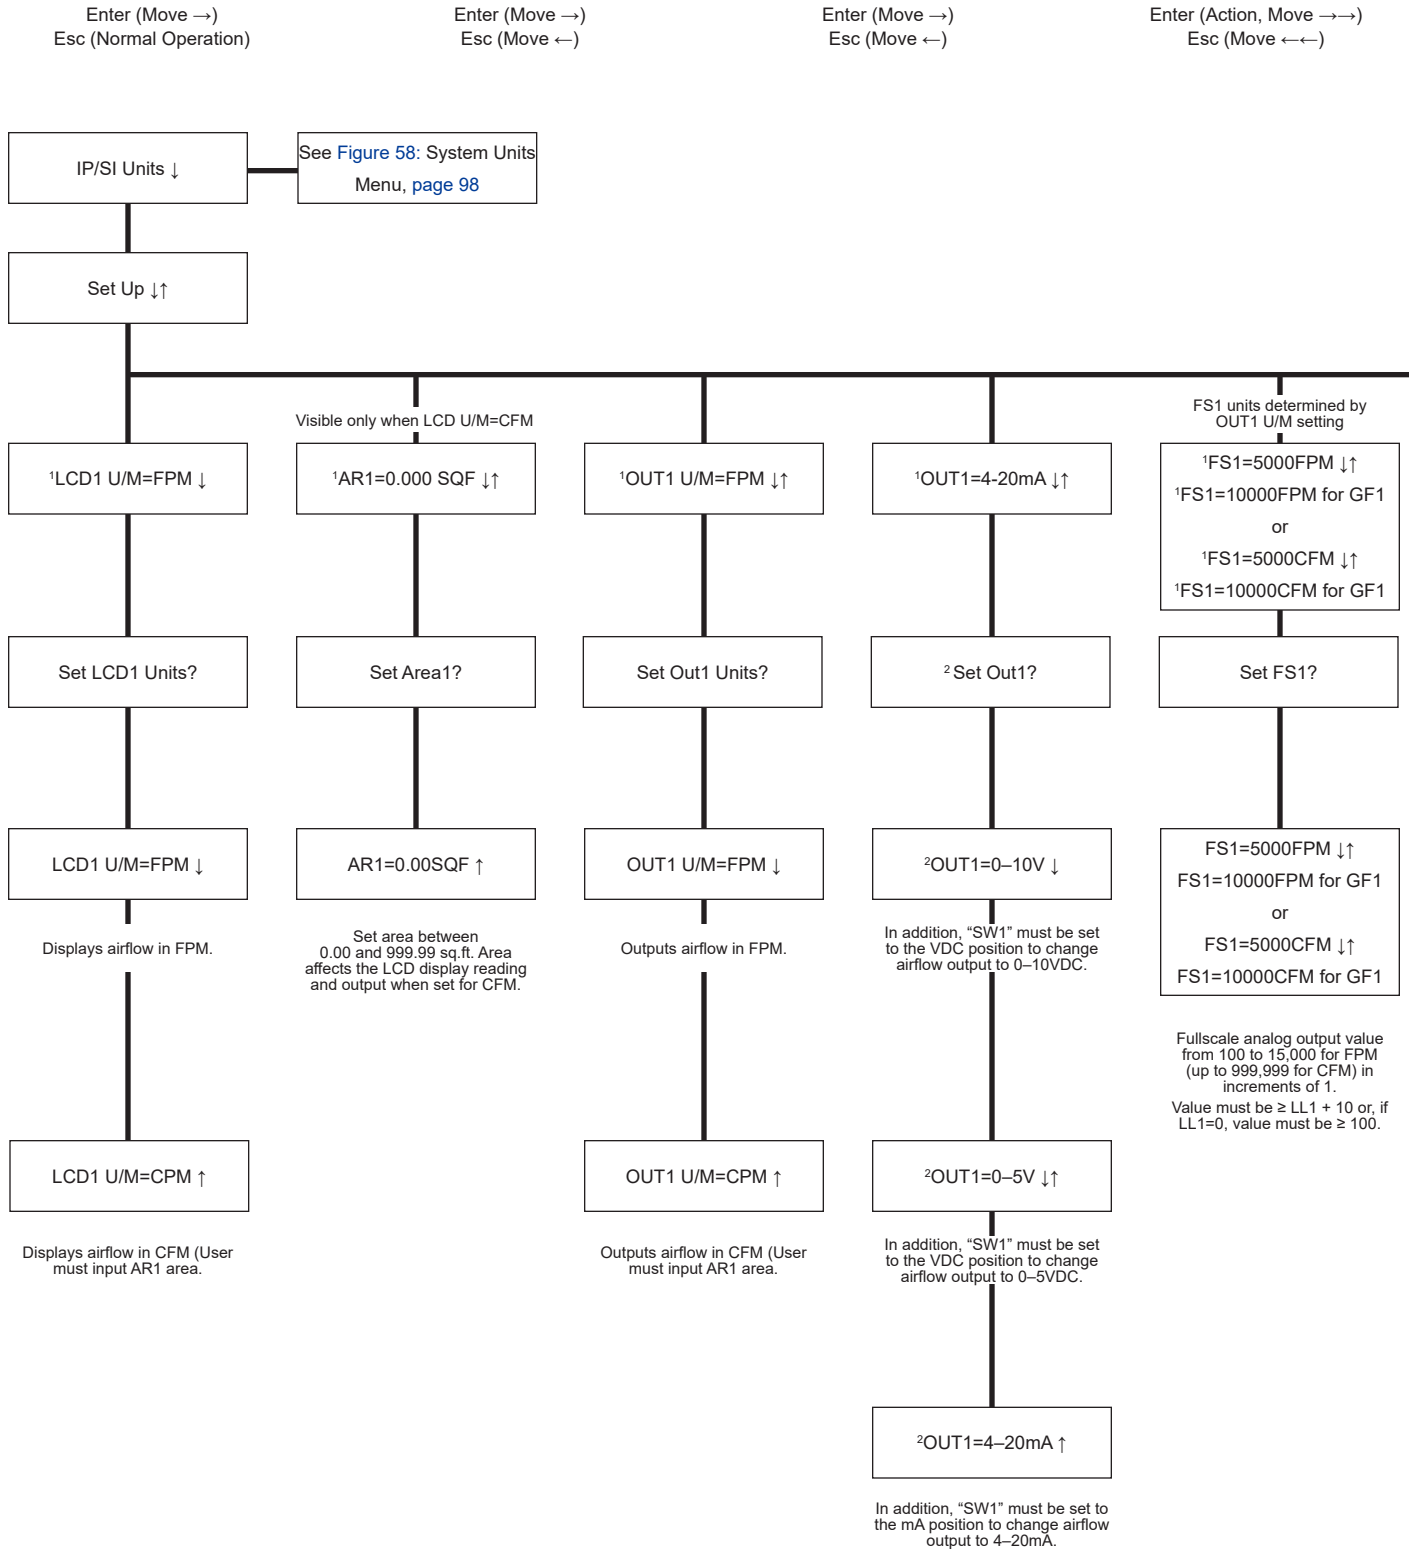 Enter (Move →)
Esc (Normal Operation)
Enter (Move →)
Esc (Move ←)
Enter (Move →)
Esc (Move ←)
Enter (Action, Move →→)
Esc (Move ←←)
IP/SI Units ↓
See Figure 58: System Units
Menu, page 98
Set Up ↓↑
¹LCD1 U/M=FPM ↓
Set LCD1 Units?
LCD1 U/M=FPM ↓
Displays airflow in FPM.
LCD1 U/M=CPM ↑
Displays airflow in CFM (User
must input AR1 area.
Visible only when LCD U/M=CFM
¹AR1=0.000 SQF ↓↑
Set Area1?
AR1=0.00SQF ↑
Set area between
0.00 and 999.99 sq.ft. Area
affects the LCD display reading
and output when set for CFM.
¹OUT1 U/M=FPM ↓↑
Set Out1 Units?
OUT1 U/M=FPM ↓
Outputs airflow in FPM.
OUT1 U/M=CPM ↑
Outputs airflow in CFM (User
must input AR1 area.
¹OUT1=4-20mA ↓↑
² Set Out1?
²OUT1=0–10V ↓
In addition, “SW1” must be set
to the VDC position to change
airflow output to 0–10VDC.
²OUT1=0–5V ↓↑
In addition, “SW1” must be set
to the VDC position to change
airflow output to 0–5VDC.
²OUT1=4–20mA ↑
In addition, “SW1” must be set to
the mA position to change airflow
output to 4–20mA.
FS1 units determined by
OUT1 U/M setting
¹FS1=5000FPM ↓↑
¹FS1=10000FPM for GF1
or
¹FS1=5000CFM ↓↑
¹FS1=10000CFM for GF1
Set FS1?
FS1=5000FPM ↓↑
FS1=10000FPM for GF1
or
FS1=5000CFM ↓↑
FS1=10000CFM for GF1
Fullscale analog output value
from 100 to 15,000 for FPM
(up to 999,999 for CFM) in
increments of 1.
Value must be ≥ LL1 + 10 or, if
LL1=0, value must be ≥ 100.